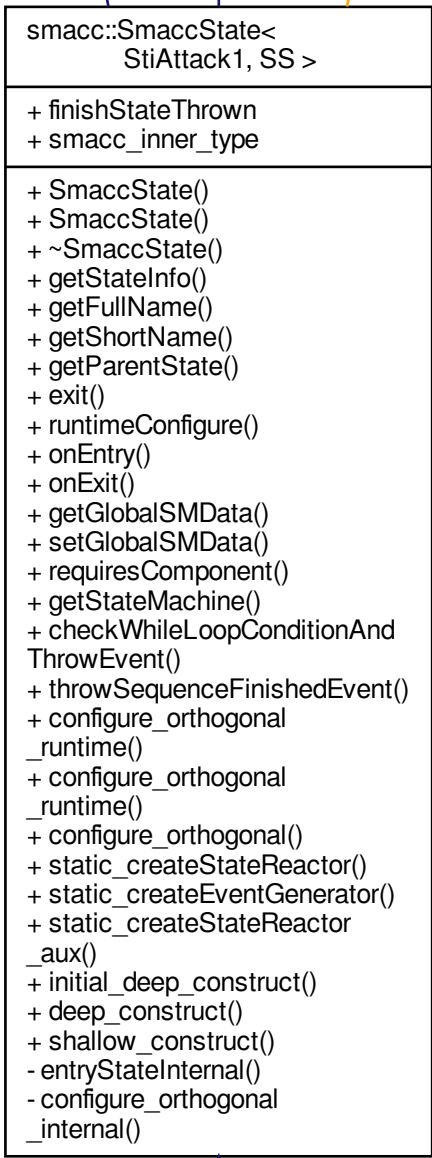 smacc::SmaccState<
StiAttack1, SS >
+ finishStateThrown
+ smacc_inner_type
+ SmaccState()
+ SmaccState()
+ ~SmaccState()
+ getStateInfo()
+ getFullName()
+ getShortName()
+ getParentState()
+ exit()
+ runtimeConfigure()
+ onEntry()
+ onExit()
+ getGlobalSMData()
+ setGlobalSMData()
+ requiresComponent()
+ getStateMachine()
+ checkWhileLoopConditionAnd
ThrowEvent()
+ throwSequenceFinishedEvent()
+ configure_orthogonal
_runtime()
+ configure_orthogonal
_runtime()
+ configure_orthogonal()
+ static_createStateReactor()
+ static_createEventGenerator()
+ static_createStateReactor
_aux()
+ initial_deep_construct()
+ deep_construct()
+ shallow_construct()
- entryStateInternal()
- configure_orthogonal
_internal()